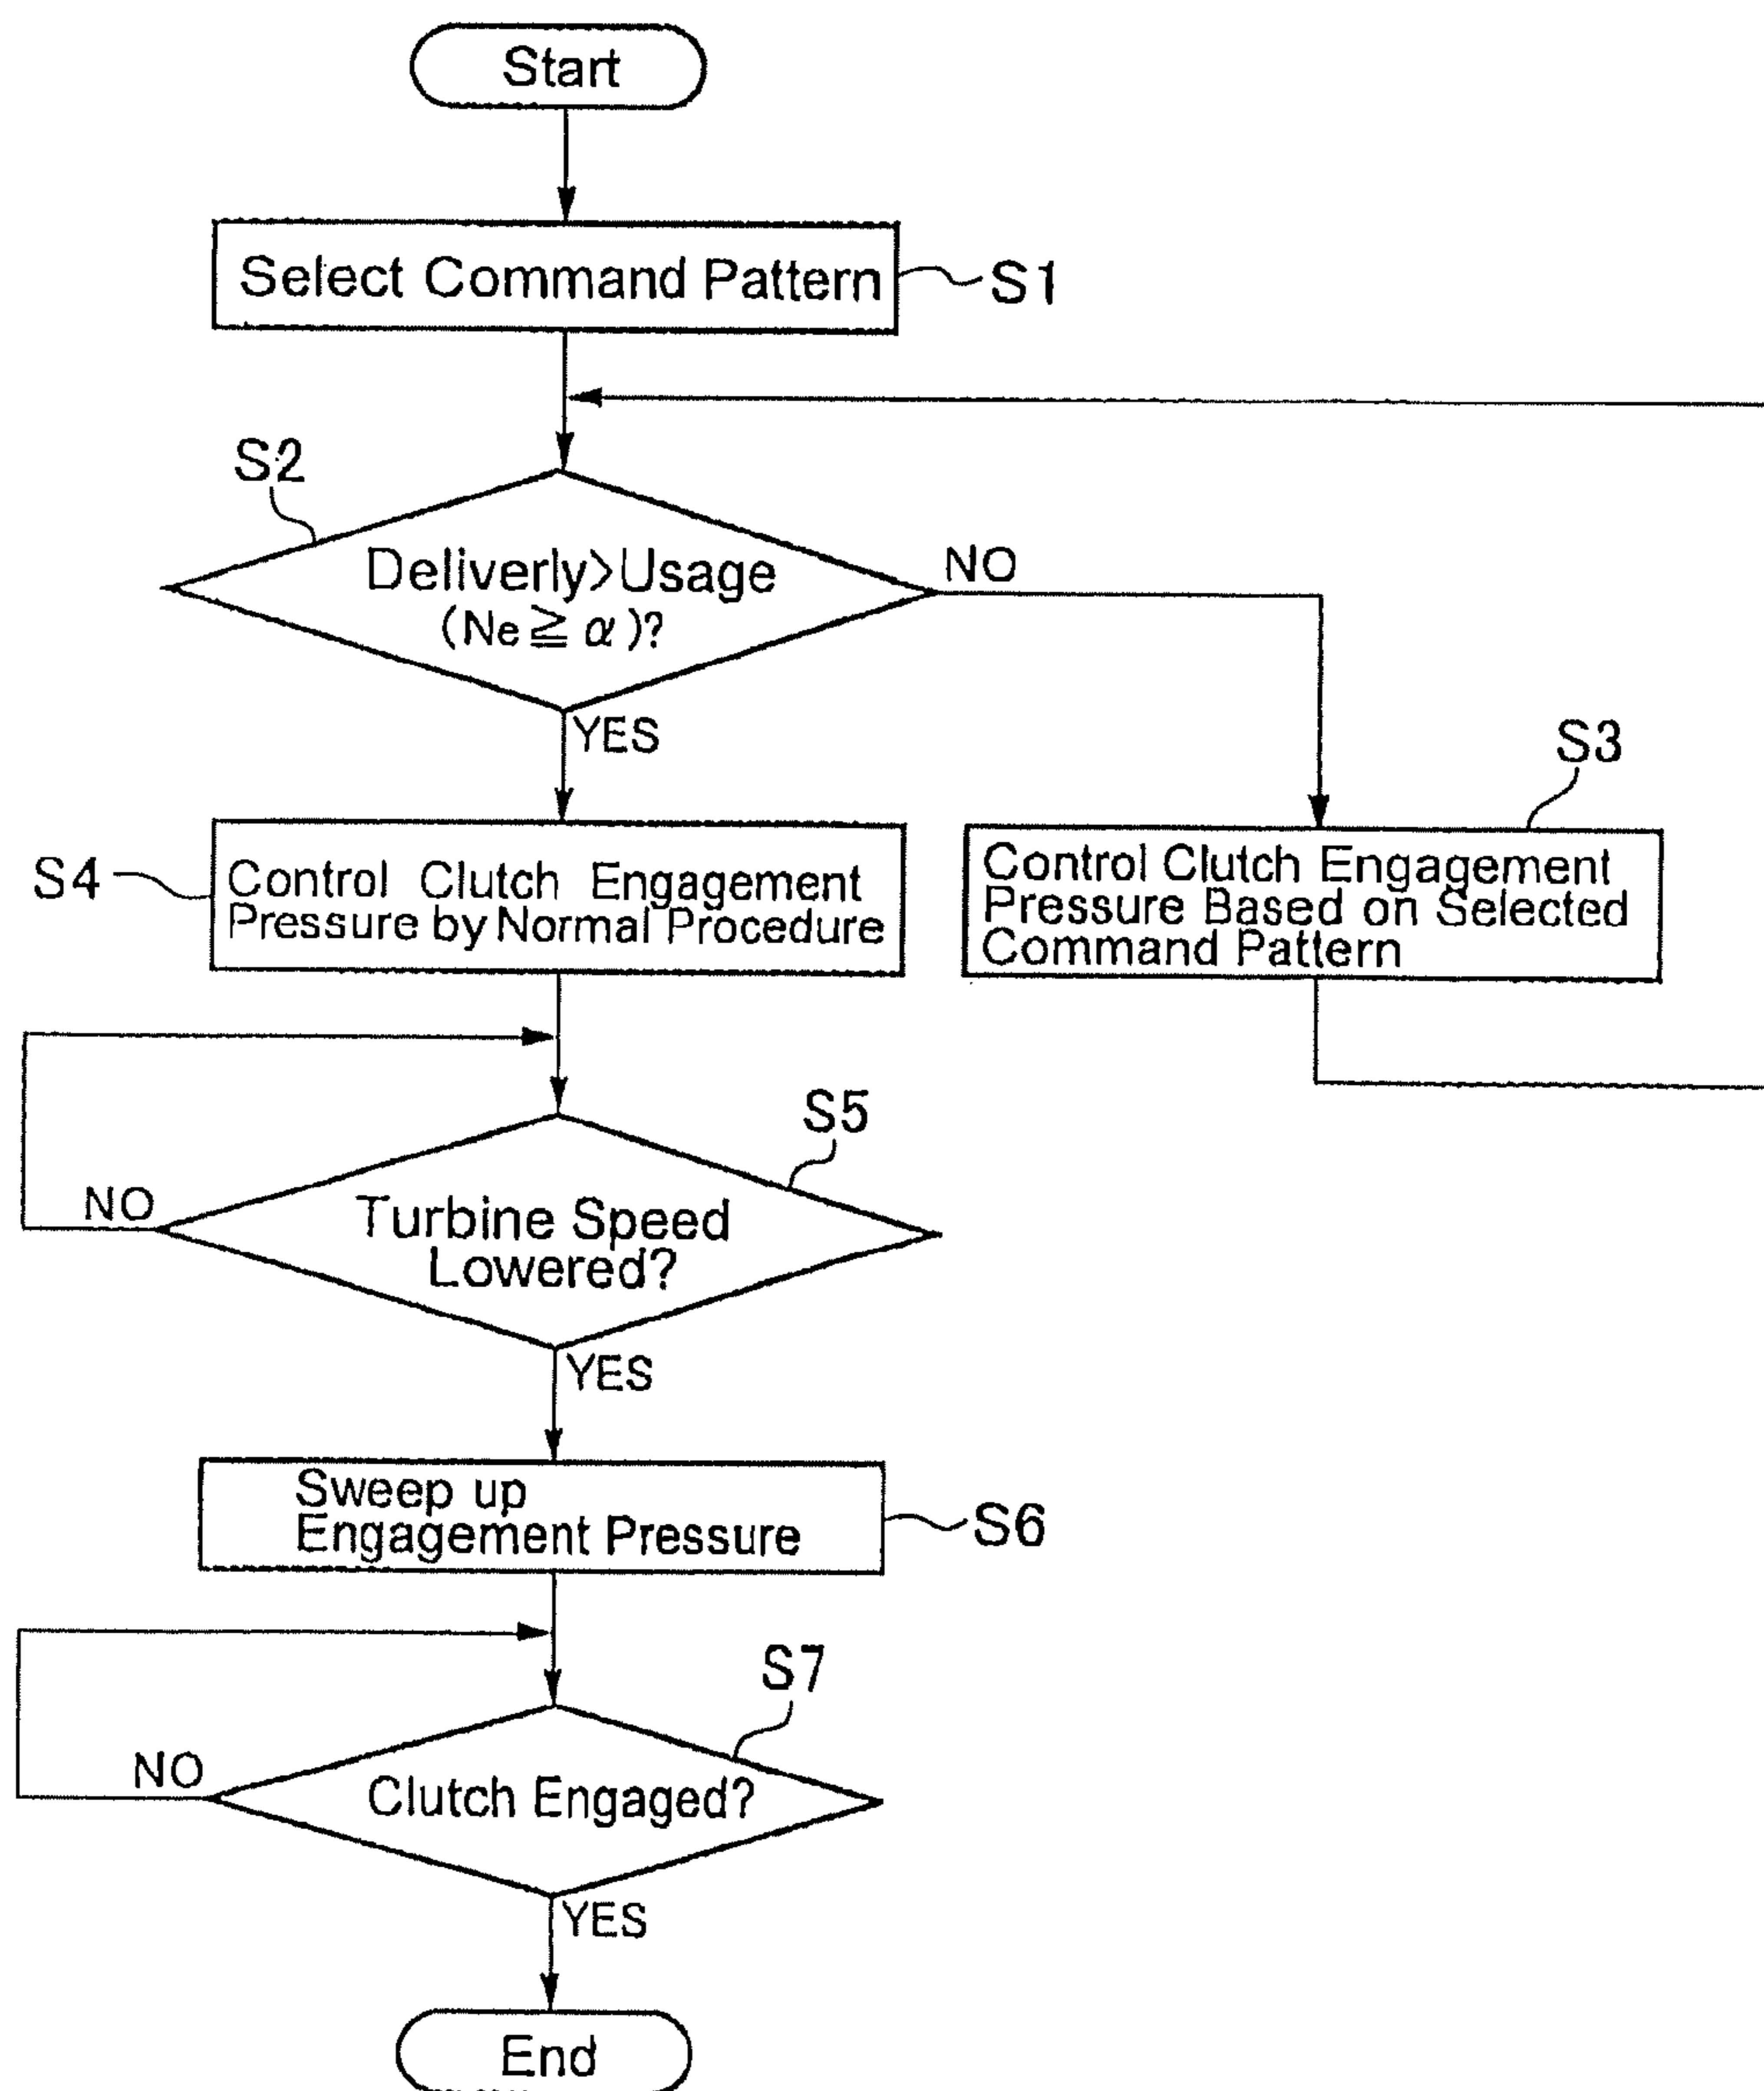 Start
Select Command Pattern
S1
S2
Deliverly>Usage
(Ne≧α)?
NO
YES
S3
S4
Control Clutch Engagement
Pressure by Normal Procedure
Control Clutch Engagement
Pressure Based on Selected
Command Pattern
S5
NO
Turbine Speed
Lowered?
YES
Sweep up
Engagement Pressure
S6
S7
NO
Clutch Engaged?
YES
End